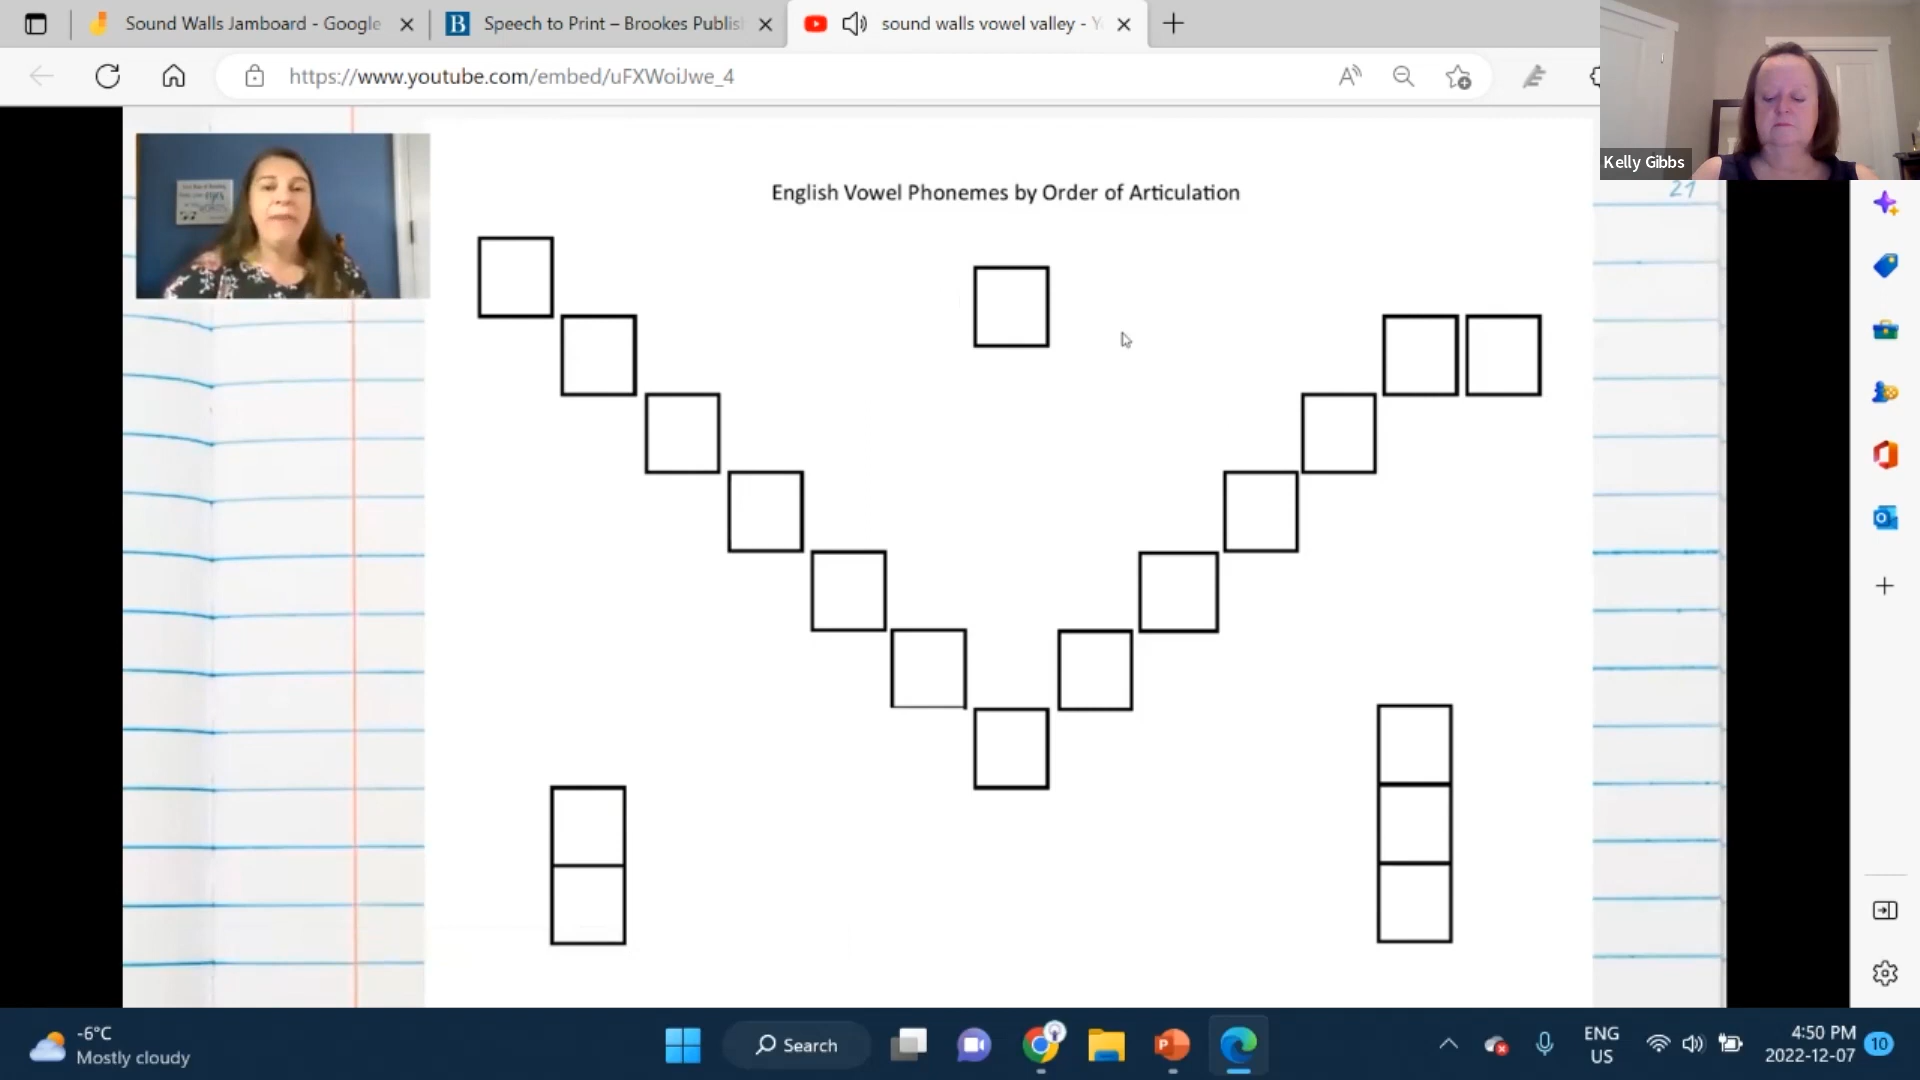 Sound Walls Jamboard - Google
Speech to Print – Brookes Publis
sound walls vowel valley - Y
https://www.youtube.com/embed/uFXWoiJwe_4
Kelly Gibbs
21
English Vowel Phonemes by Order of Articulation
-6°C
Mostly cloudy
Search
ENG
US
4:50 PM
2022-12-07
10